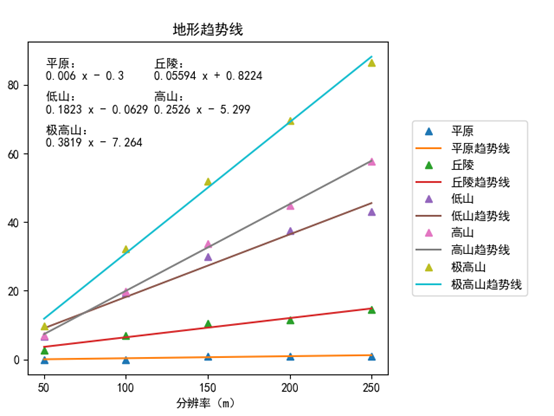 地形趋势线
平原：
0.006 x − 0.3
丘陵：
0.05594 x + 0.8224
低山：
0.1823 x − 0.0629
高山：
0.2526 x − 5.299
极高山：
0.3819 x − 7.264
80
60
40
20
0
50
100
150
200
250
分辨率（m）
平原
平原趋势线
丘陵
丘陵趋势线
低山
低山趋势线
高山
高山趋势线
极高山
极高山趋势线